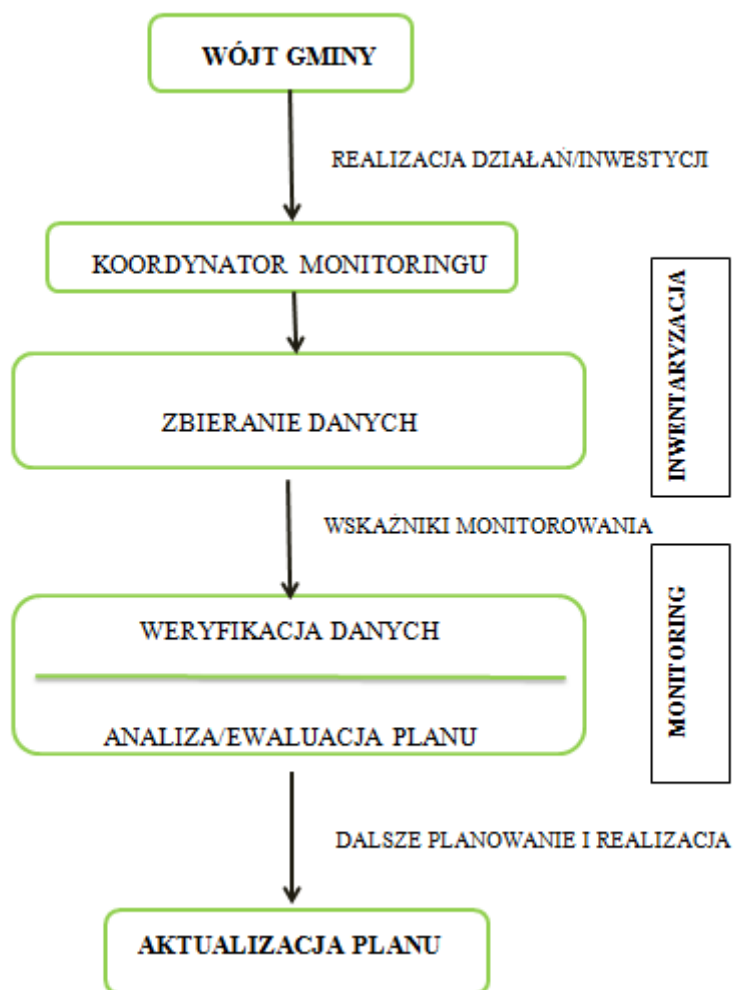 WÓJT GMINY
REALIZACJA DZIAŁAŃ/INWESTYCJI
KOORDYNATOR MONITORINGU
INWENTARYZACJA
ZBIERANIE DANYCH
WSKAŹNIKI MONITOROWANIA
MONITORING
WERYFIKACJA DANYCH
ANALIZA/EWALUACJA PLANU
DALSZE PLANOWANIE I REALIZACJA
AKTUALIZACJA PLANU